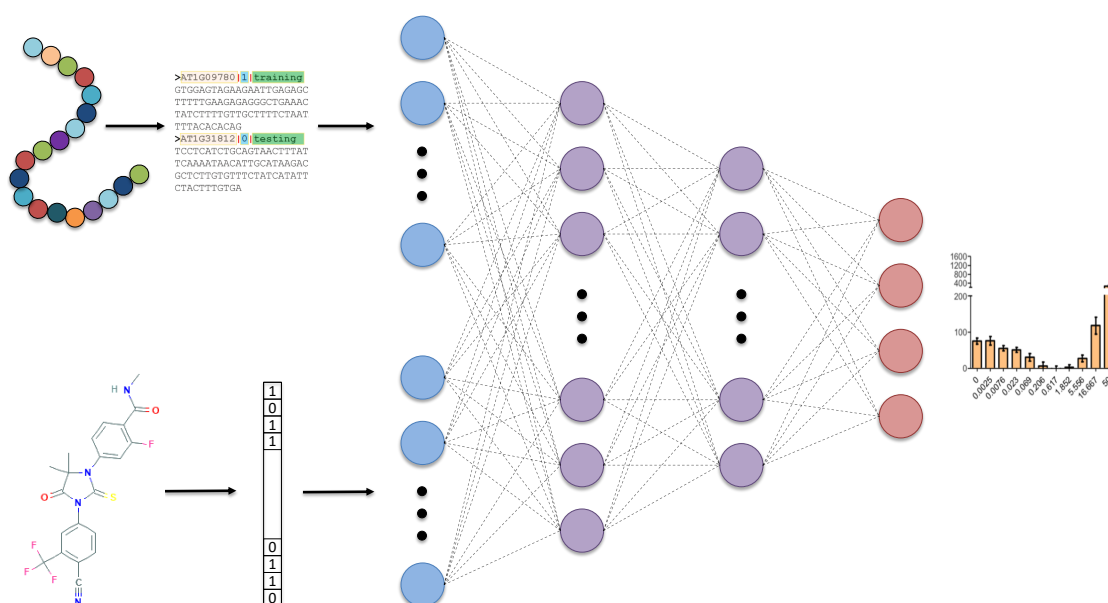 >AT1G09780|1|training
GTGGAGTAGAAGAATTGAGAGC
TTTTTGAAGAGAGGGCTGAAAC
TATCTTTTGTTGCTTTTCTAAT
TTTACACACAG
>AT1G31812|0|testing
TCCTCATCTGCAGTAACTTTAT
TCAAAATAACATTGCATAAGAC
GCTCTTGTGTTTCTATCATATT
CTACTTTGTGA
H
N
O
F
N
O
S
N
F
F
F
C
N
1
0
1
1
0
1
1
0
1600
1200
800
400
200
100
0
0 0.0025 0.0076 0.023 0.069 0.206 0.617 1.852 5.556 16.667 50